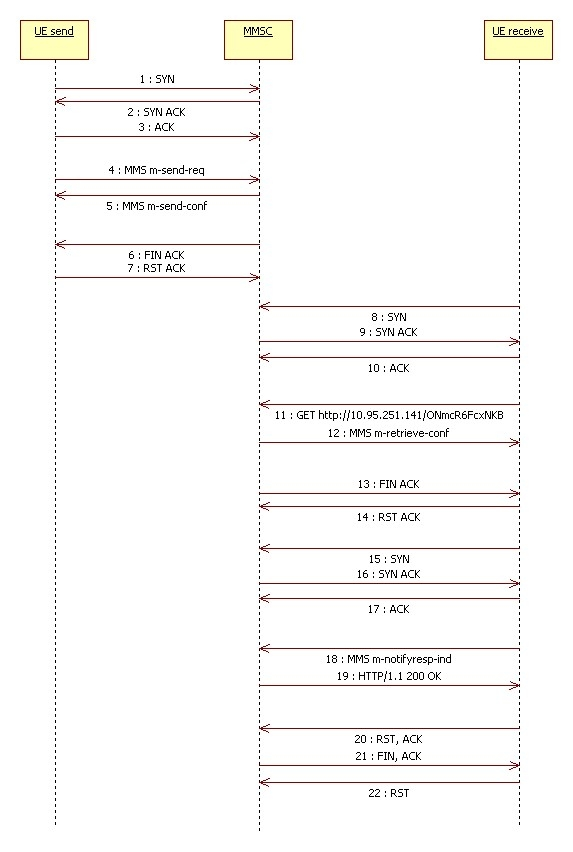 UE send
MMSC
UE receive
1 : SYN
2 : SYN ACK
3 : ACK
4 : MMS m-send-req
5 : MMS m-send-conf
6 : FIN ACK
7 : RST ACK
8 : SYN
9 : SYN ACK
10 : ACK
11 : GET http://10.95.251.141/ONmcR6FcxNKB
12 : MMS m-retrieve-conf
13 : FIN ACK
14 : RST ACK
15 : SYN
16 : SYN ACK
17 : ACK
18 : MMS m-notifyresp-ind
19 : HTTP/1.1 200 OK
20 : RST, ACK
21 : FIN, ACK
22 : RST